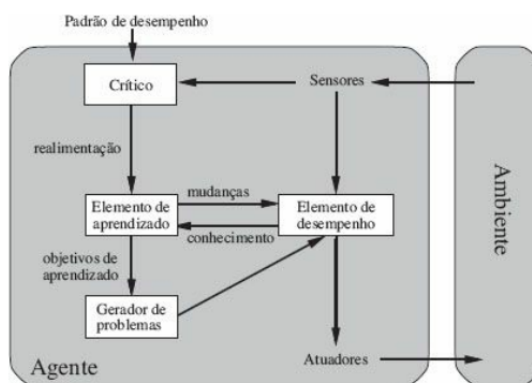 Padrão de desempenho
Crítico
Sensores
realimentação
mudanças
Elemento de
aprendizado
Elemento de
desempenho
conhecimento
objetivos de
aprendizado
Gerador de
problemas
Agente
Atuadores
Ambiente